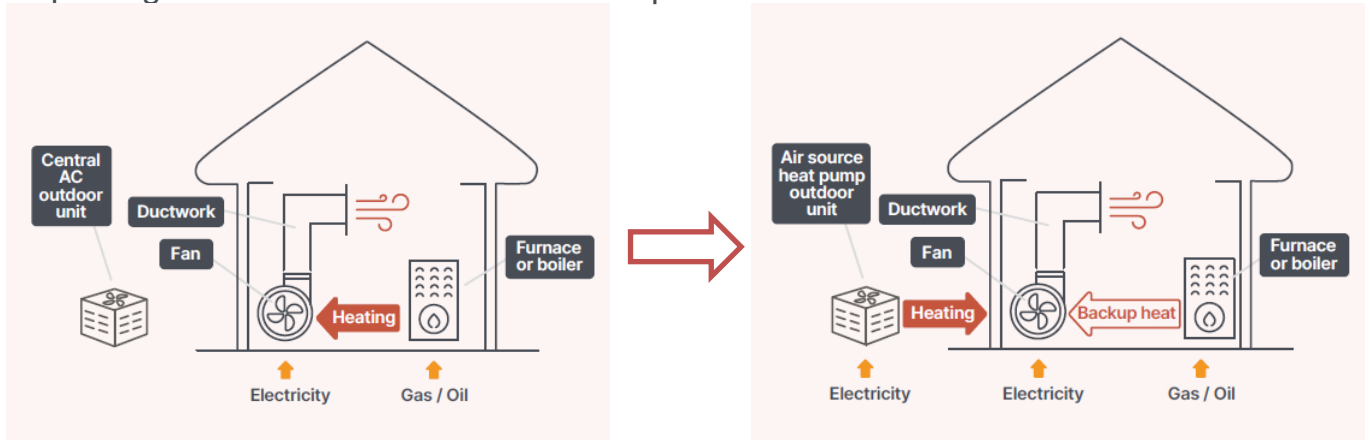 Central
AC
outdoor
unit
Ductwork
Fan
Furnace
or boiler
Heating
Electricity
Gas / Oil
Air source
heat pump
outdoor
unit
Ductwork
Fan
Furnace
or boiler
Heating
Backup heat
Electricity
Electricity
Gas / Oil